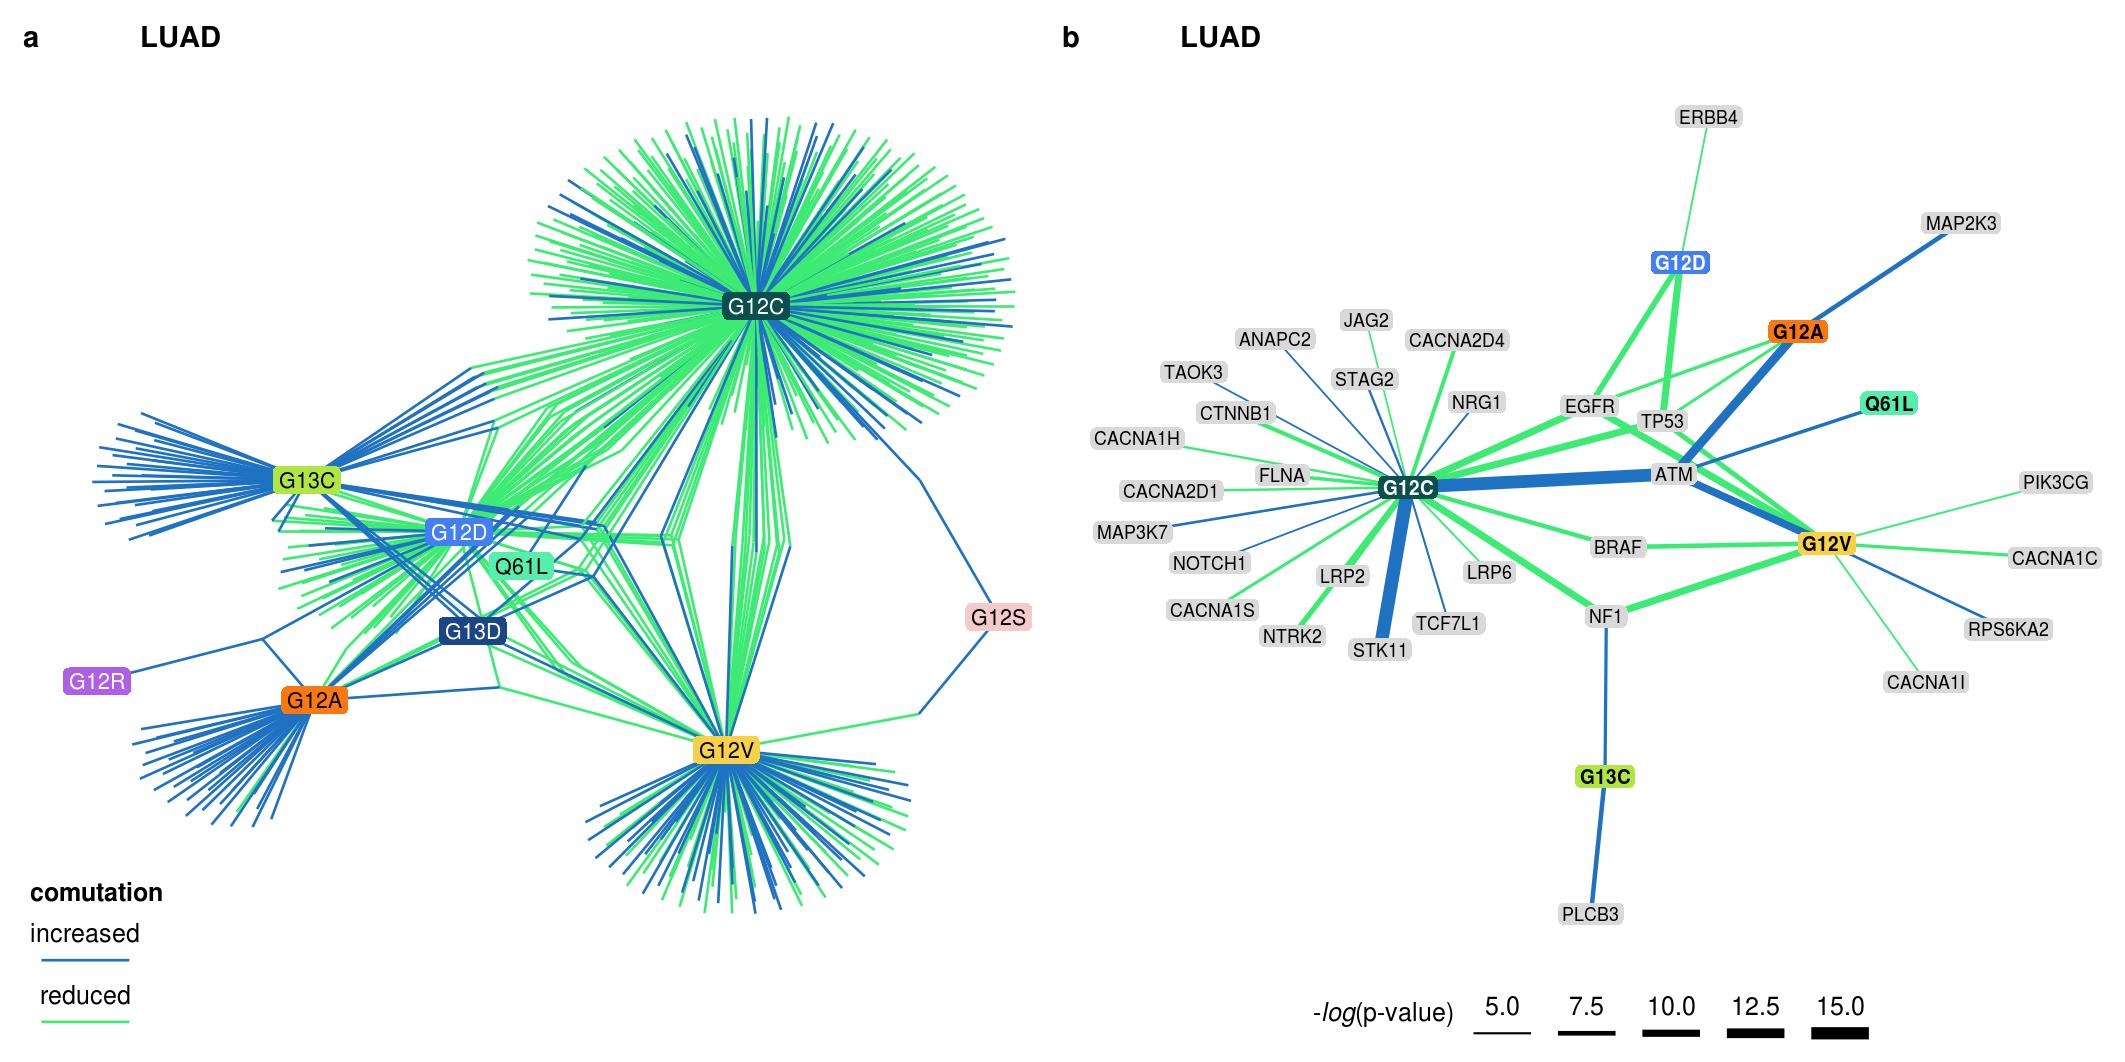 a LUAD
G12C
G13C
G12D
Q61L
G12S
G13D
G12R
G12A
G12V
comutation
increased
reduced
b LUAD
ERBB4
MAP2K3
G12D
JAG2
G12A
ANAPC2
CACNA2D4
TAOK3
STAG2
NRG1
Q61L
EGFR
CTNNB1
TP53
CACNA1H
FLNA
ATM
PIK3CG
G12C
CACNA2D1
MAP3K7
G12V
BRAF
CACNA1C
NOTCH1
LRP2
LRP6
CACNA1S
NF1
TCF7L1
RPS6KA2
NTRK2
STK11
CACNA1I
G13C
PLCB3
-log(p-value) 5.0 7.5 10.0 12.5 15.0